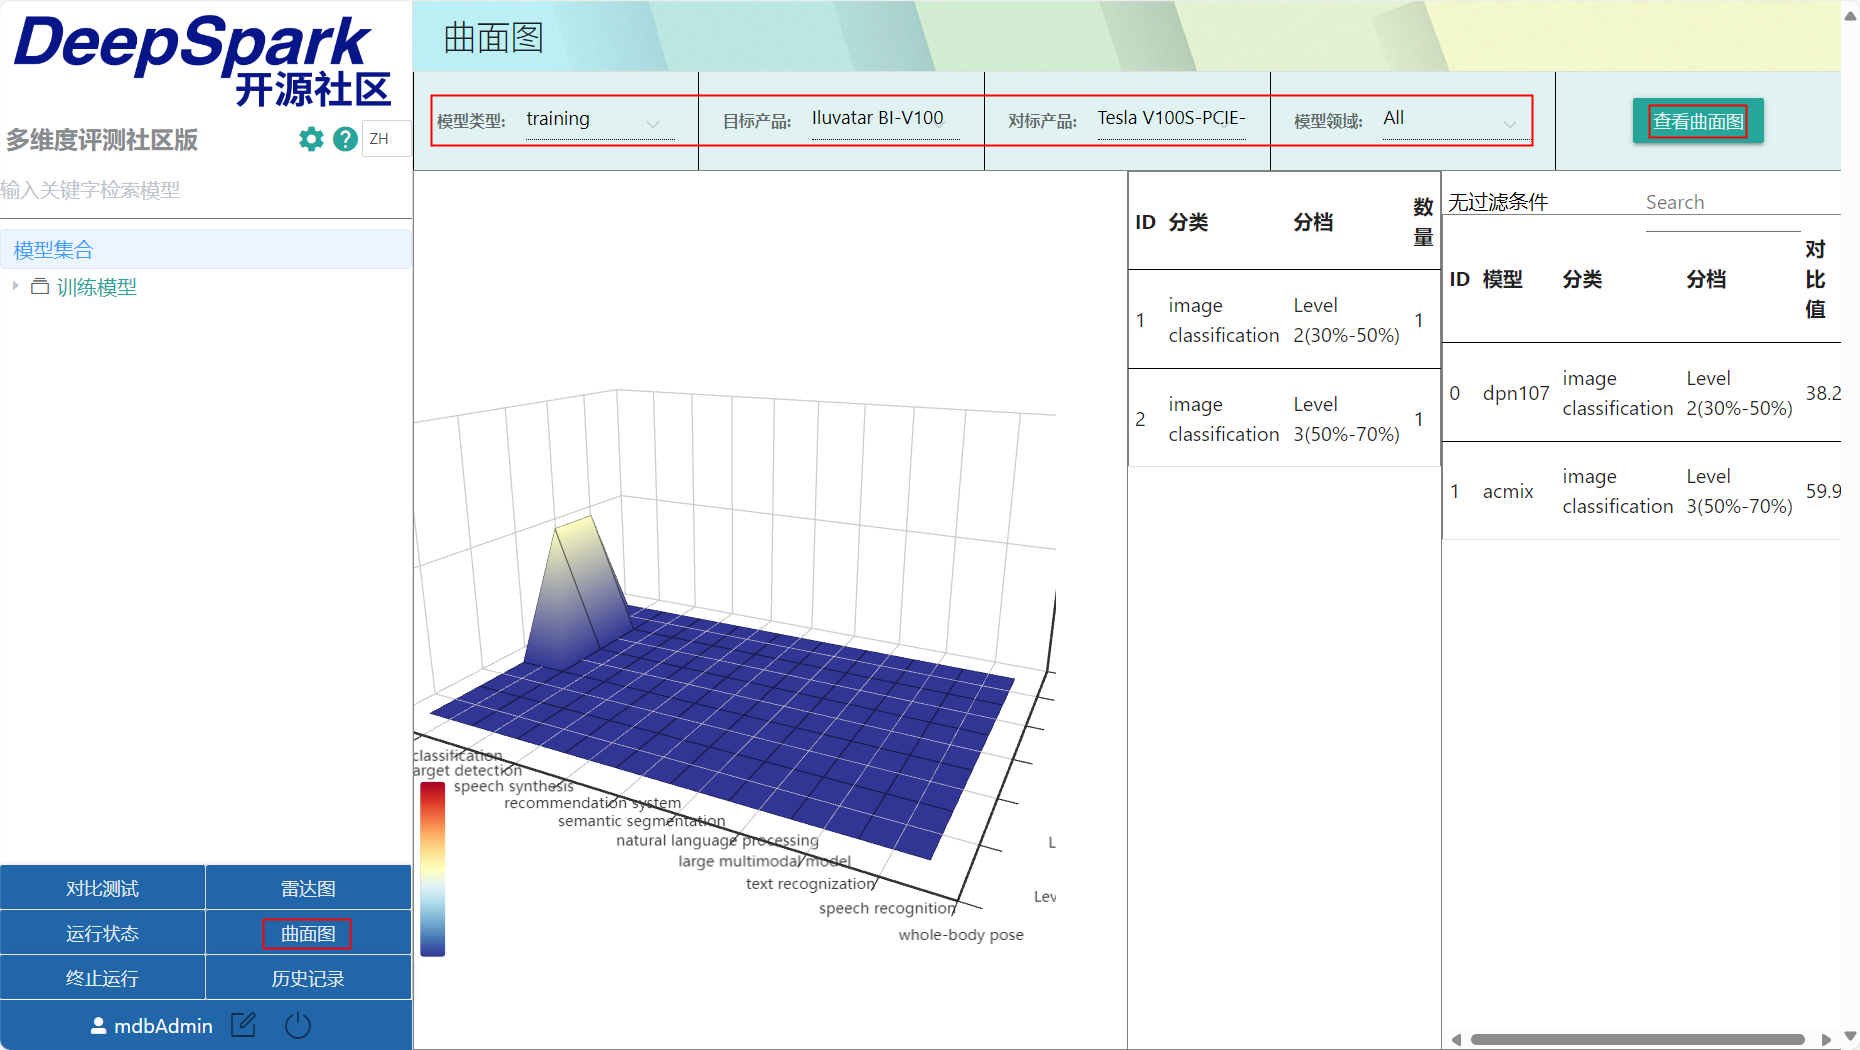 DeepSpark
开源社区
多维度评测社区版
ZH
输入关键字检索模型
模型集合
训练模型
对比测试
雷达图
运行状态
曲面图
终止运行
历史记录
mdbAdmin
曲面图
模型类型: training
目标产品: Iluvatar BI-V100
对标产品: Tesla V100S-PCIE-
模型领域: All
查看曲面图
classification
arget detection
speech synthesis
recommendation system
semantic segmentation
natural language processing
large multimodal model
text recognization
speech recognition
whole-body pose
L
Lev
ID 分类 分档 数量
1 image classification Level 2(30%-50%) 1
2 image classification Level 3(50%-70%) 1
无过滤条件 Search
ID 模型 分类 分档 对比值
0 dpn107 image classification Level 2(30%-50%) 38.2
1 acmix image classification Level 3(50%-70%) 59.9